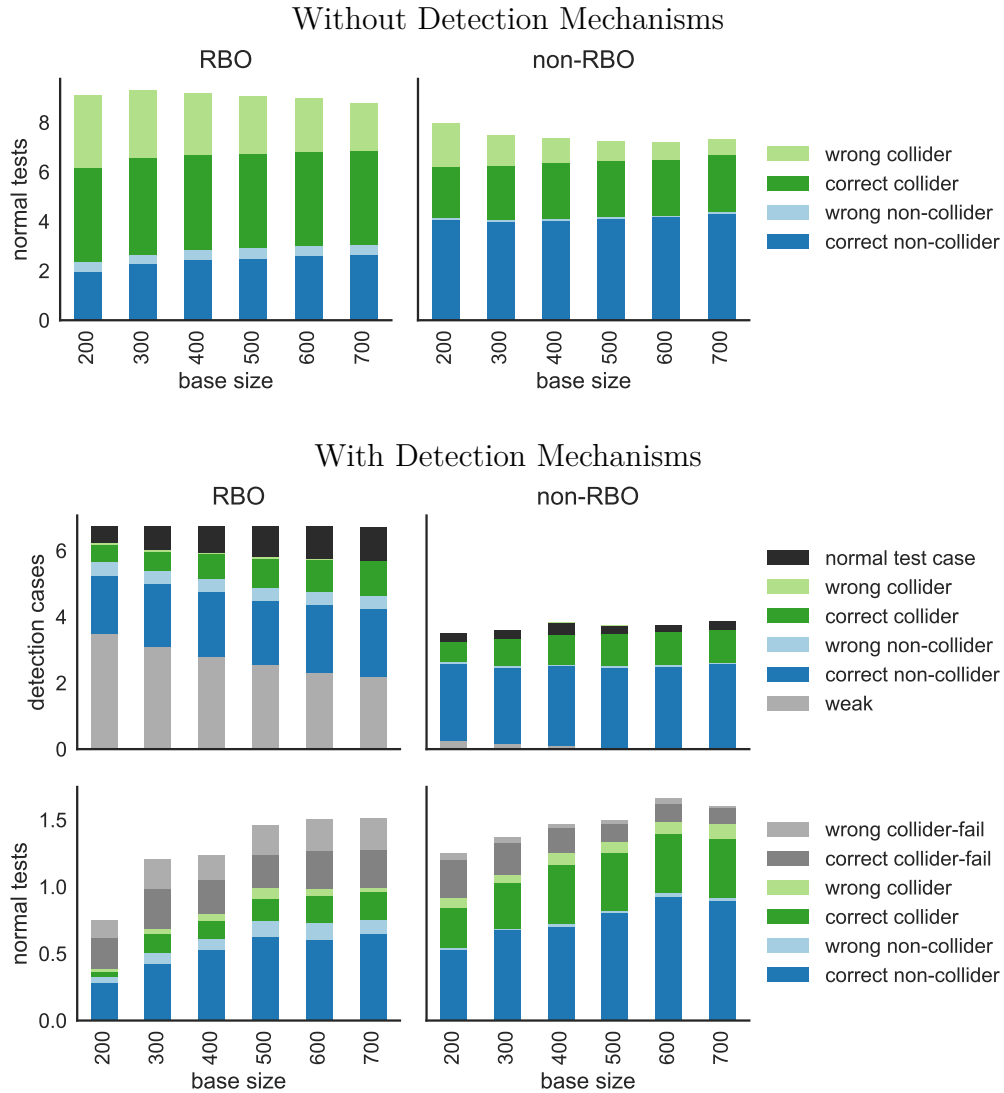 Without Detection Mechanisms
RBO
non-RBO
normal tests
8
6
4
2
0
200
300
400
500
600
700
base size
200
300
400
500
600
700
base size
wrong collider
correct collider
wrong non-collider
correct non-collider
With Detection Mechanisms
RBO
non-RBO
detection cases
6
4
2
0
normal test case
wrong collider
correct collider
wrong non-collider
correct non-collider
weak
normal tests
1.5
1.0
0.5
0.0
200
300
400
500
600
700
base size
200
300
400
500
600
700
base size
wrong collider-fail
correct collider-fail
wrong collider
correct collider
wrong non-collider
correct non-collider